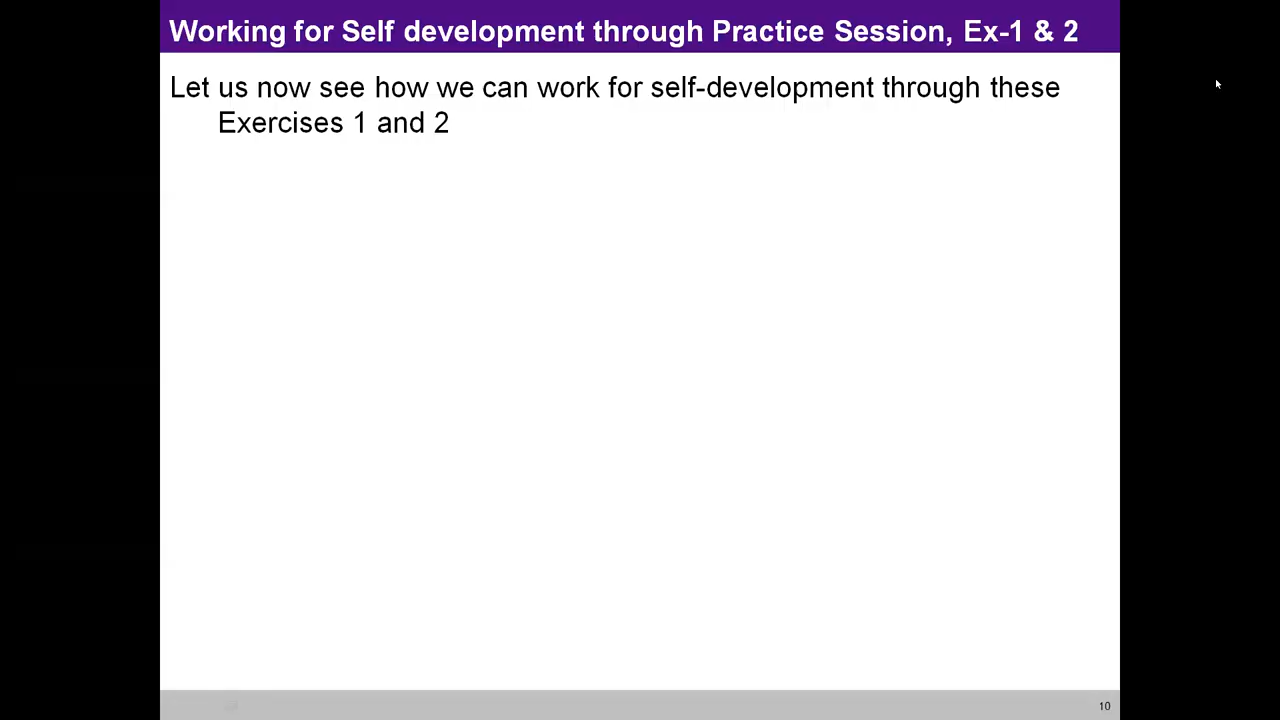 Working for Self development through Practice Session, Ex-1 & 2
Let us now see how we can work for self-development through these
Exercises 1 and 2
10